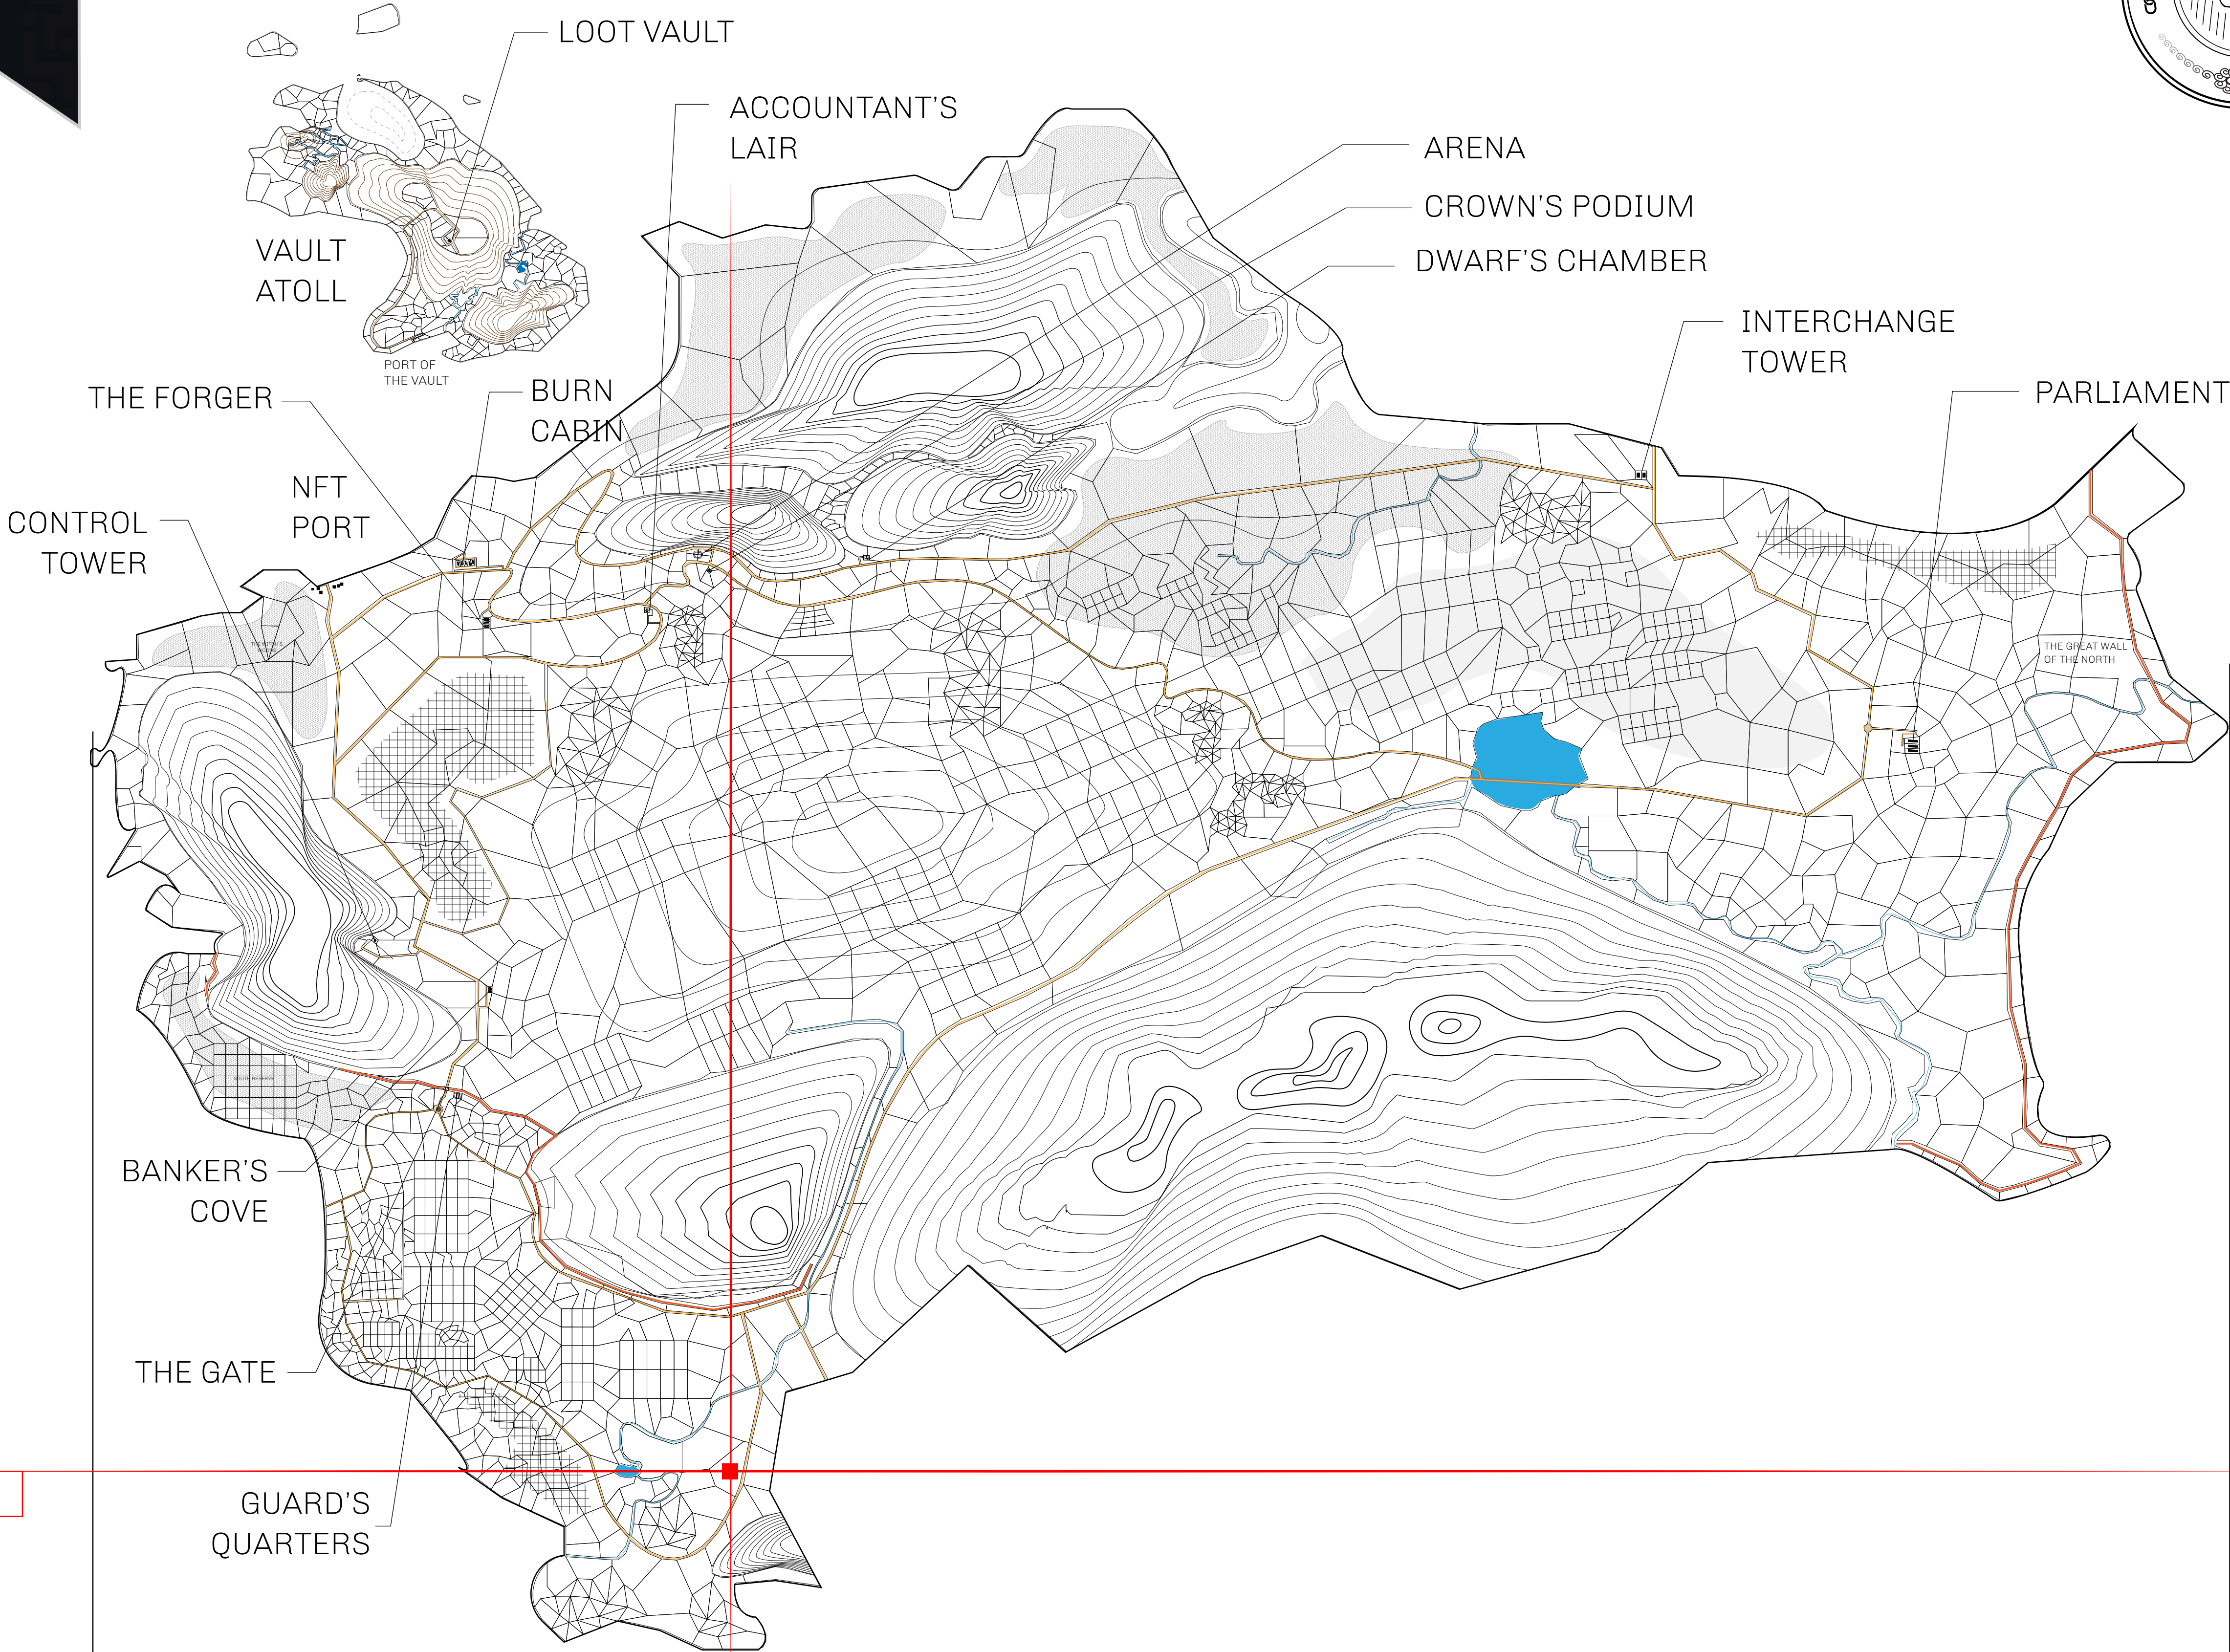 LOOT VAULT
ACCOUNTANT'S
LAIR
ARENA
CROWN'S PODIUM
DWARF'S CHAMBER
VAULT
ATOLL
PORT OF
THE VAULT
INTERCHANGE
TOWER
PARLIAMENT
THE FORGER
BURN
CABIN
NFT
PORT
CONTROL
TOWER
THE GREAT WALL
OF THE NORTH
SOUTH RESERVE
BANKER'S
COVE
THE GATE
GUARD'S
QUARTERS